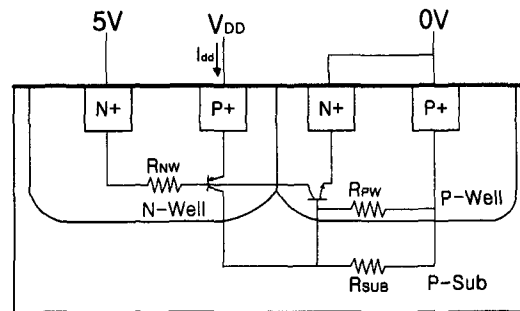 5V VDD 0V
Idd
N+ P+ N+ P+
RNW RPW
N-Well P-Well
RSUB P-Sub